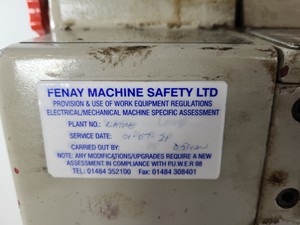 FENAY MACHINE SAFETY LTD
PROVISION & USE OF WORK EQUIPMENT REGULATIONS
ELECTRICAL/MECHANICAL MACHINE SPECIFIC ASSESSMENT
PLANT NO.:
SERVICE DATE:
CARRIED OUT BY:
NOTE: ANY MODIFICATIONS/UPGRADES REQUIRE A NEW
ASSESSMENT IN COMPLIANCE WITH P.U.W.E.R 98
TEL: 01484 352100 Fax: 01484 308401